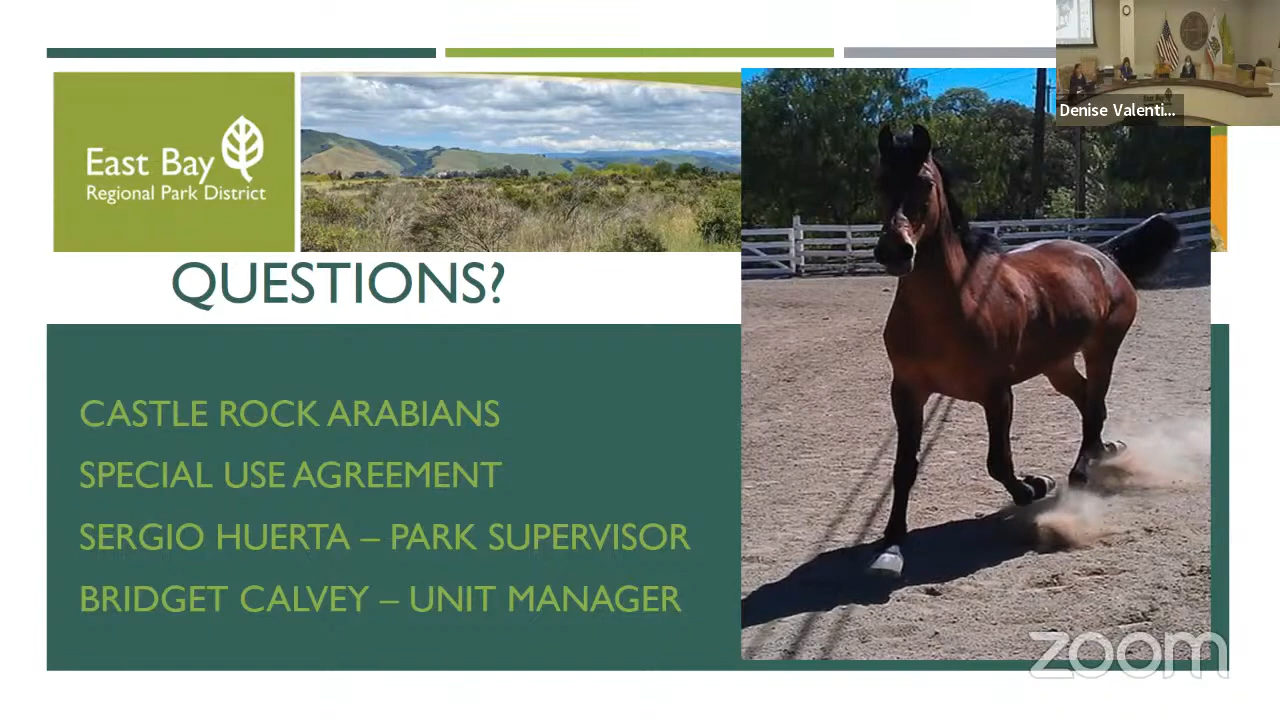 East Bay
Regional Park District
Denise Valenti...
QUESTIONS?
CASTLE ROCK ARABIANS
SPECIAL USE AGREEMENT
SERGIO HUERTA – PARK SUPERVISOR
BRIDGET CALVEY – UNIT MANAGER
zoom